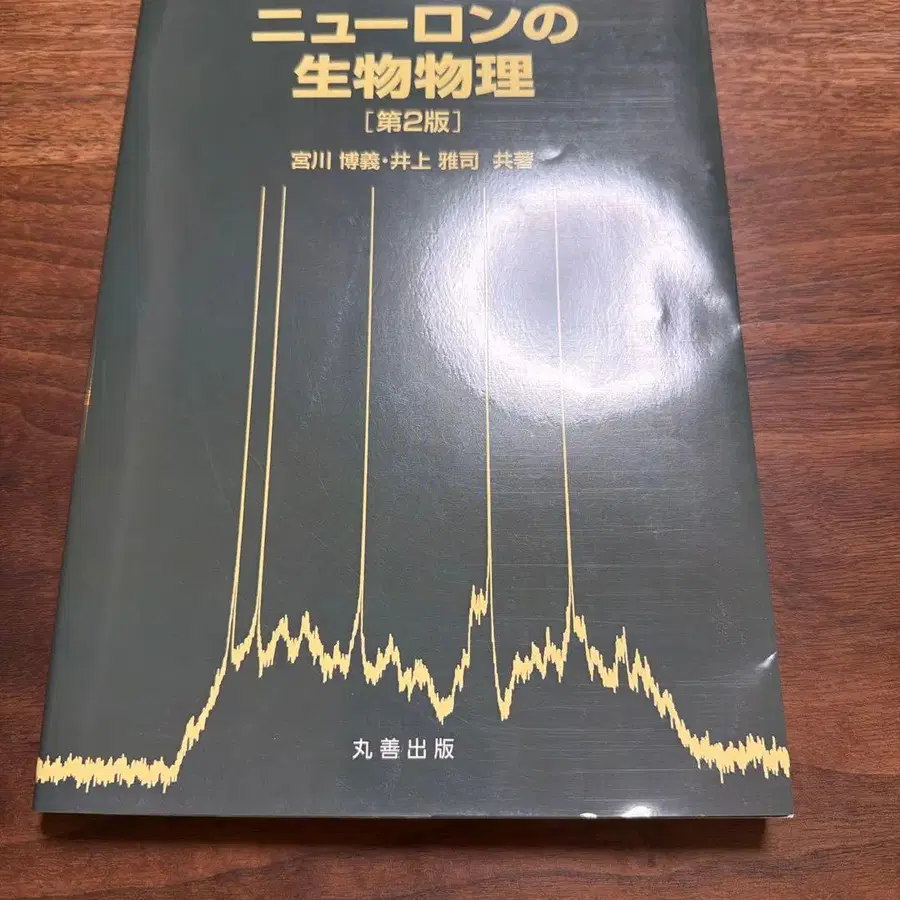 ニューロンの
生物物理
[第2版]
宮川 博義・井上 雅司 共著
丸善出版